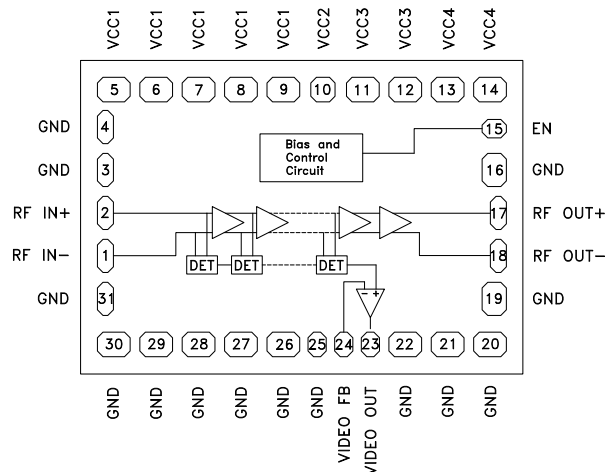 VCC1 VCC1 VCC1 VCC1 VCC1 VCC2 VCC3 VCC3 VCC4 VCC4
5 6 7 8 9 10 11 12 13 14
GND 4
15 EN
Bias and
Control
Circuit
GND 3
16 GND
RF IN+ 2
17 RF OUT+
RF IN− 1
18 RF OUT−
DET DET DET
GND 31
− +
19 GND
30 29 28 27 26 25 24 23 22 21 20
GND GND GND GND GND GND VIDEO FB VIDEO OUT GND GND GND